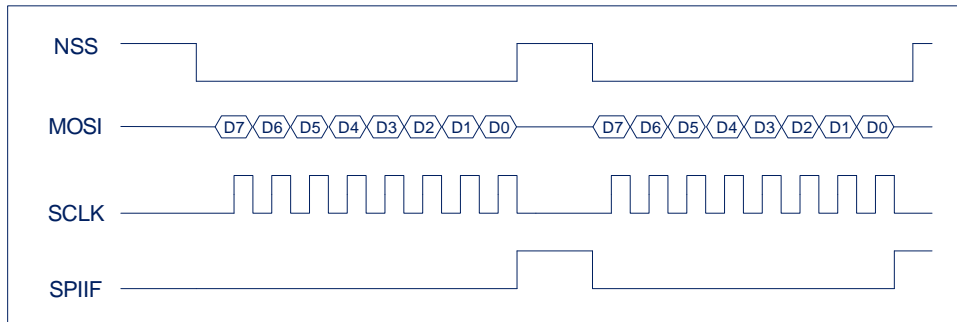 NSS
MOSI D7 D6 D5 D4 D3 D2 D1 D0 D7 D6 D5 D4 D3 D2 D1 D0
SCLK
SPIIF